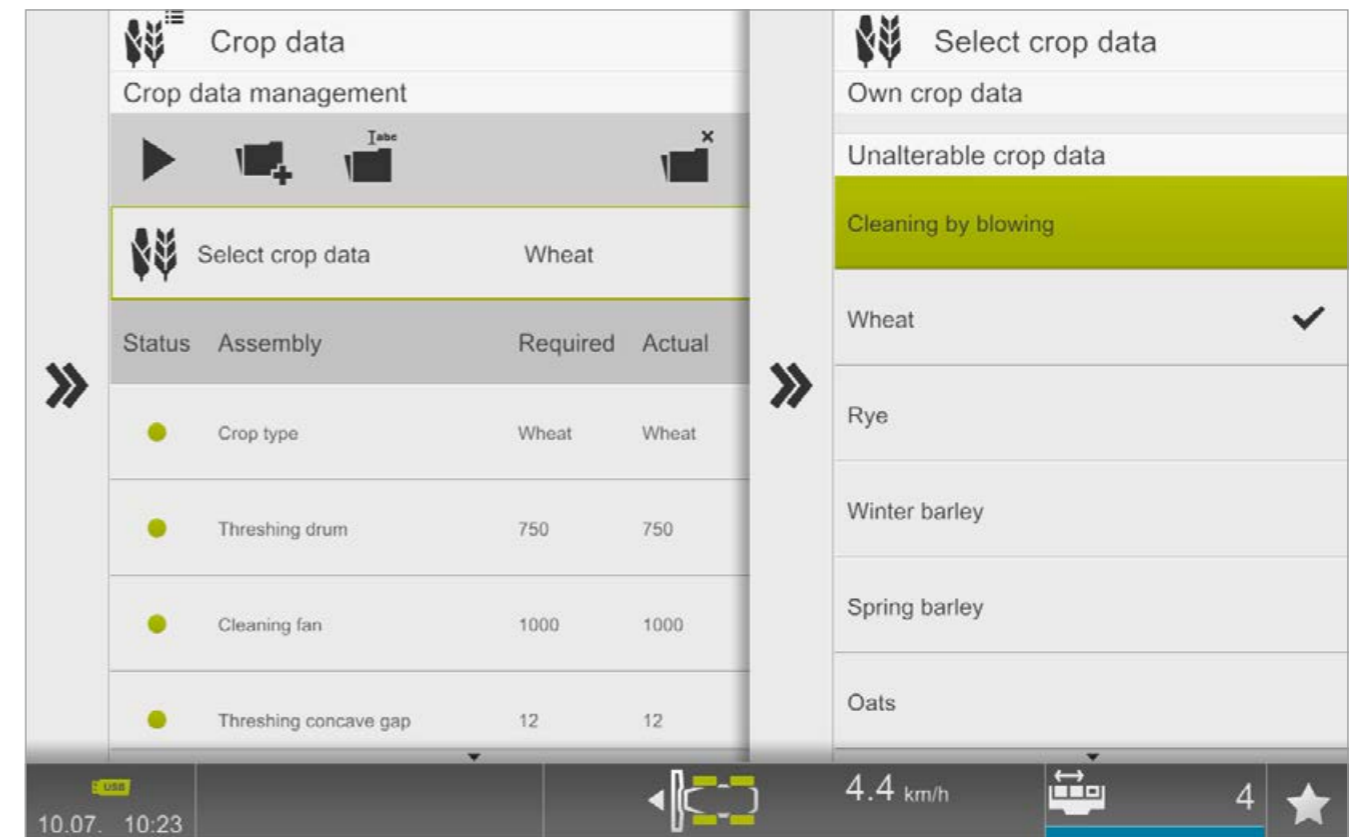 Crop data
Crop data management
Iabc
Select crop data Wheat
Status Assembly Required Actual
Crop type Wheat Wheat
Threshing drum 750 750
Cleaning fan 1000 1000
Threshing concave gap 12 12
Select crop data
Own crop data
Unalterable crop data
Cleaning by blowing
Wheat
Rye
Winter barley
Spring barley
Oats
USB
10.07. 10:23
4.4 km/h
4